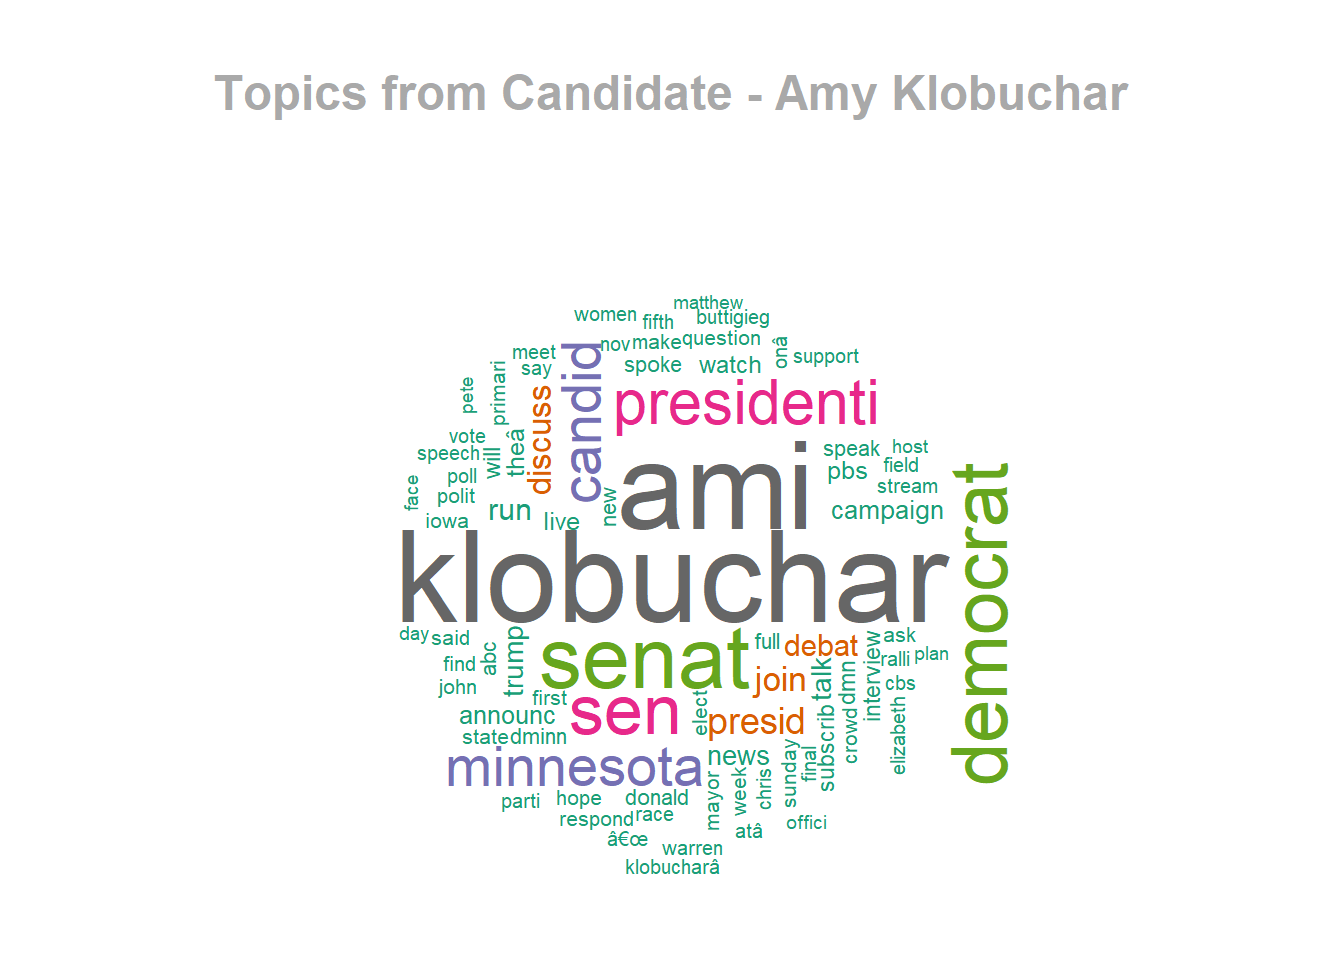 Topics from Candidate - Amy Klobuchar
matthew
women
fifth
buttigieg
nov
make
question
onâ
support
meet
say
spoke
watch
pete
primari
discuss
candid
presidenti
vote
speech
will
theâ
ami
speak
host
pbs
field
stream
poll
polit
face
iowa
run
live
new
campaign
democrat
klobuchar
day
said
abc
trump
senat
full
debat
ask
find
john
first
sen
join
talk
dmn
interview
ralli
plan
cbs
announc
elect
presid
subscrib
crowd
elizabeth
state
dminn
minnesota
news
sunday
final
parti
hope
donald
mayor
week
chris
respond
race
atâ
offici
â€œ
warren
klobucharâ